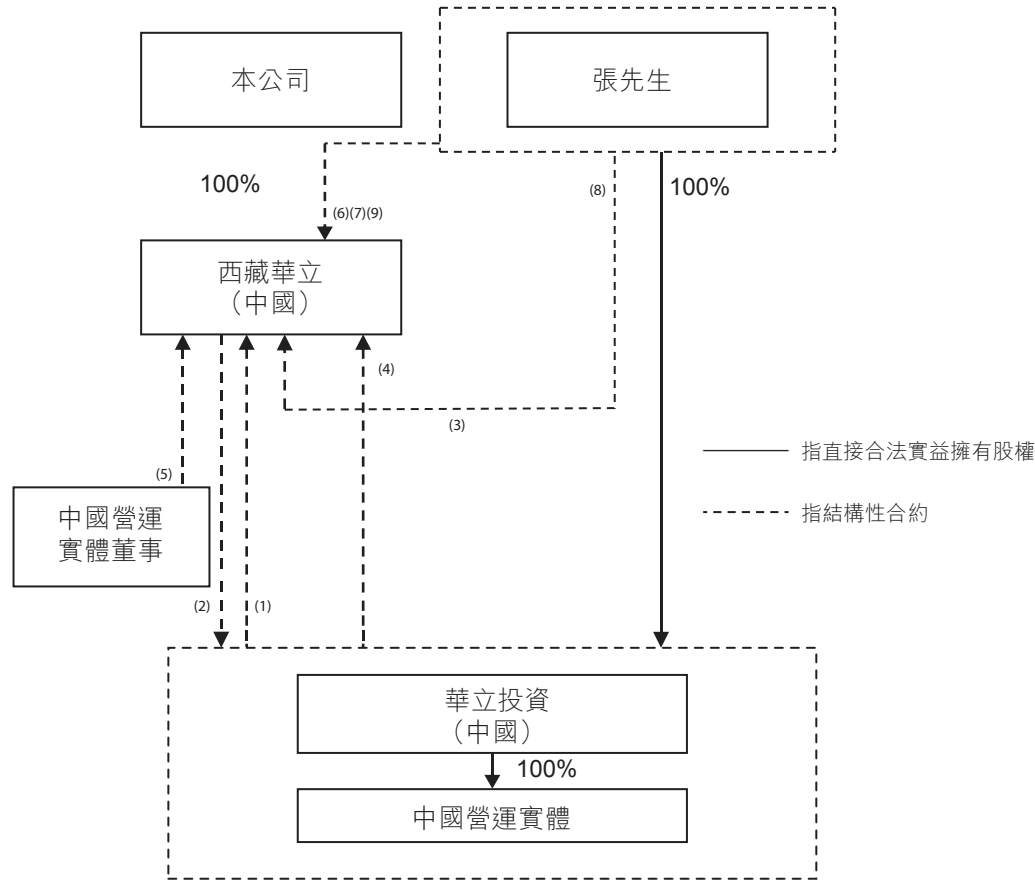 本公司
張先生
100%
(6)(7)(9)
(8)
100%
西藏華立
（中國）
(4)
(3)
指直接合法實益擁有股權
(5)
中國營運
實體董事
指結構性合約
(2)
(1)
華立投資
（中國）
100%
中國營運實體